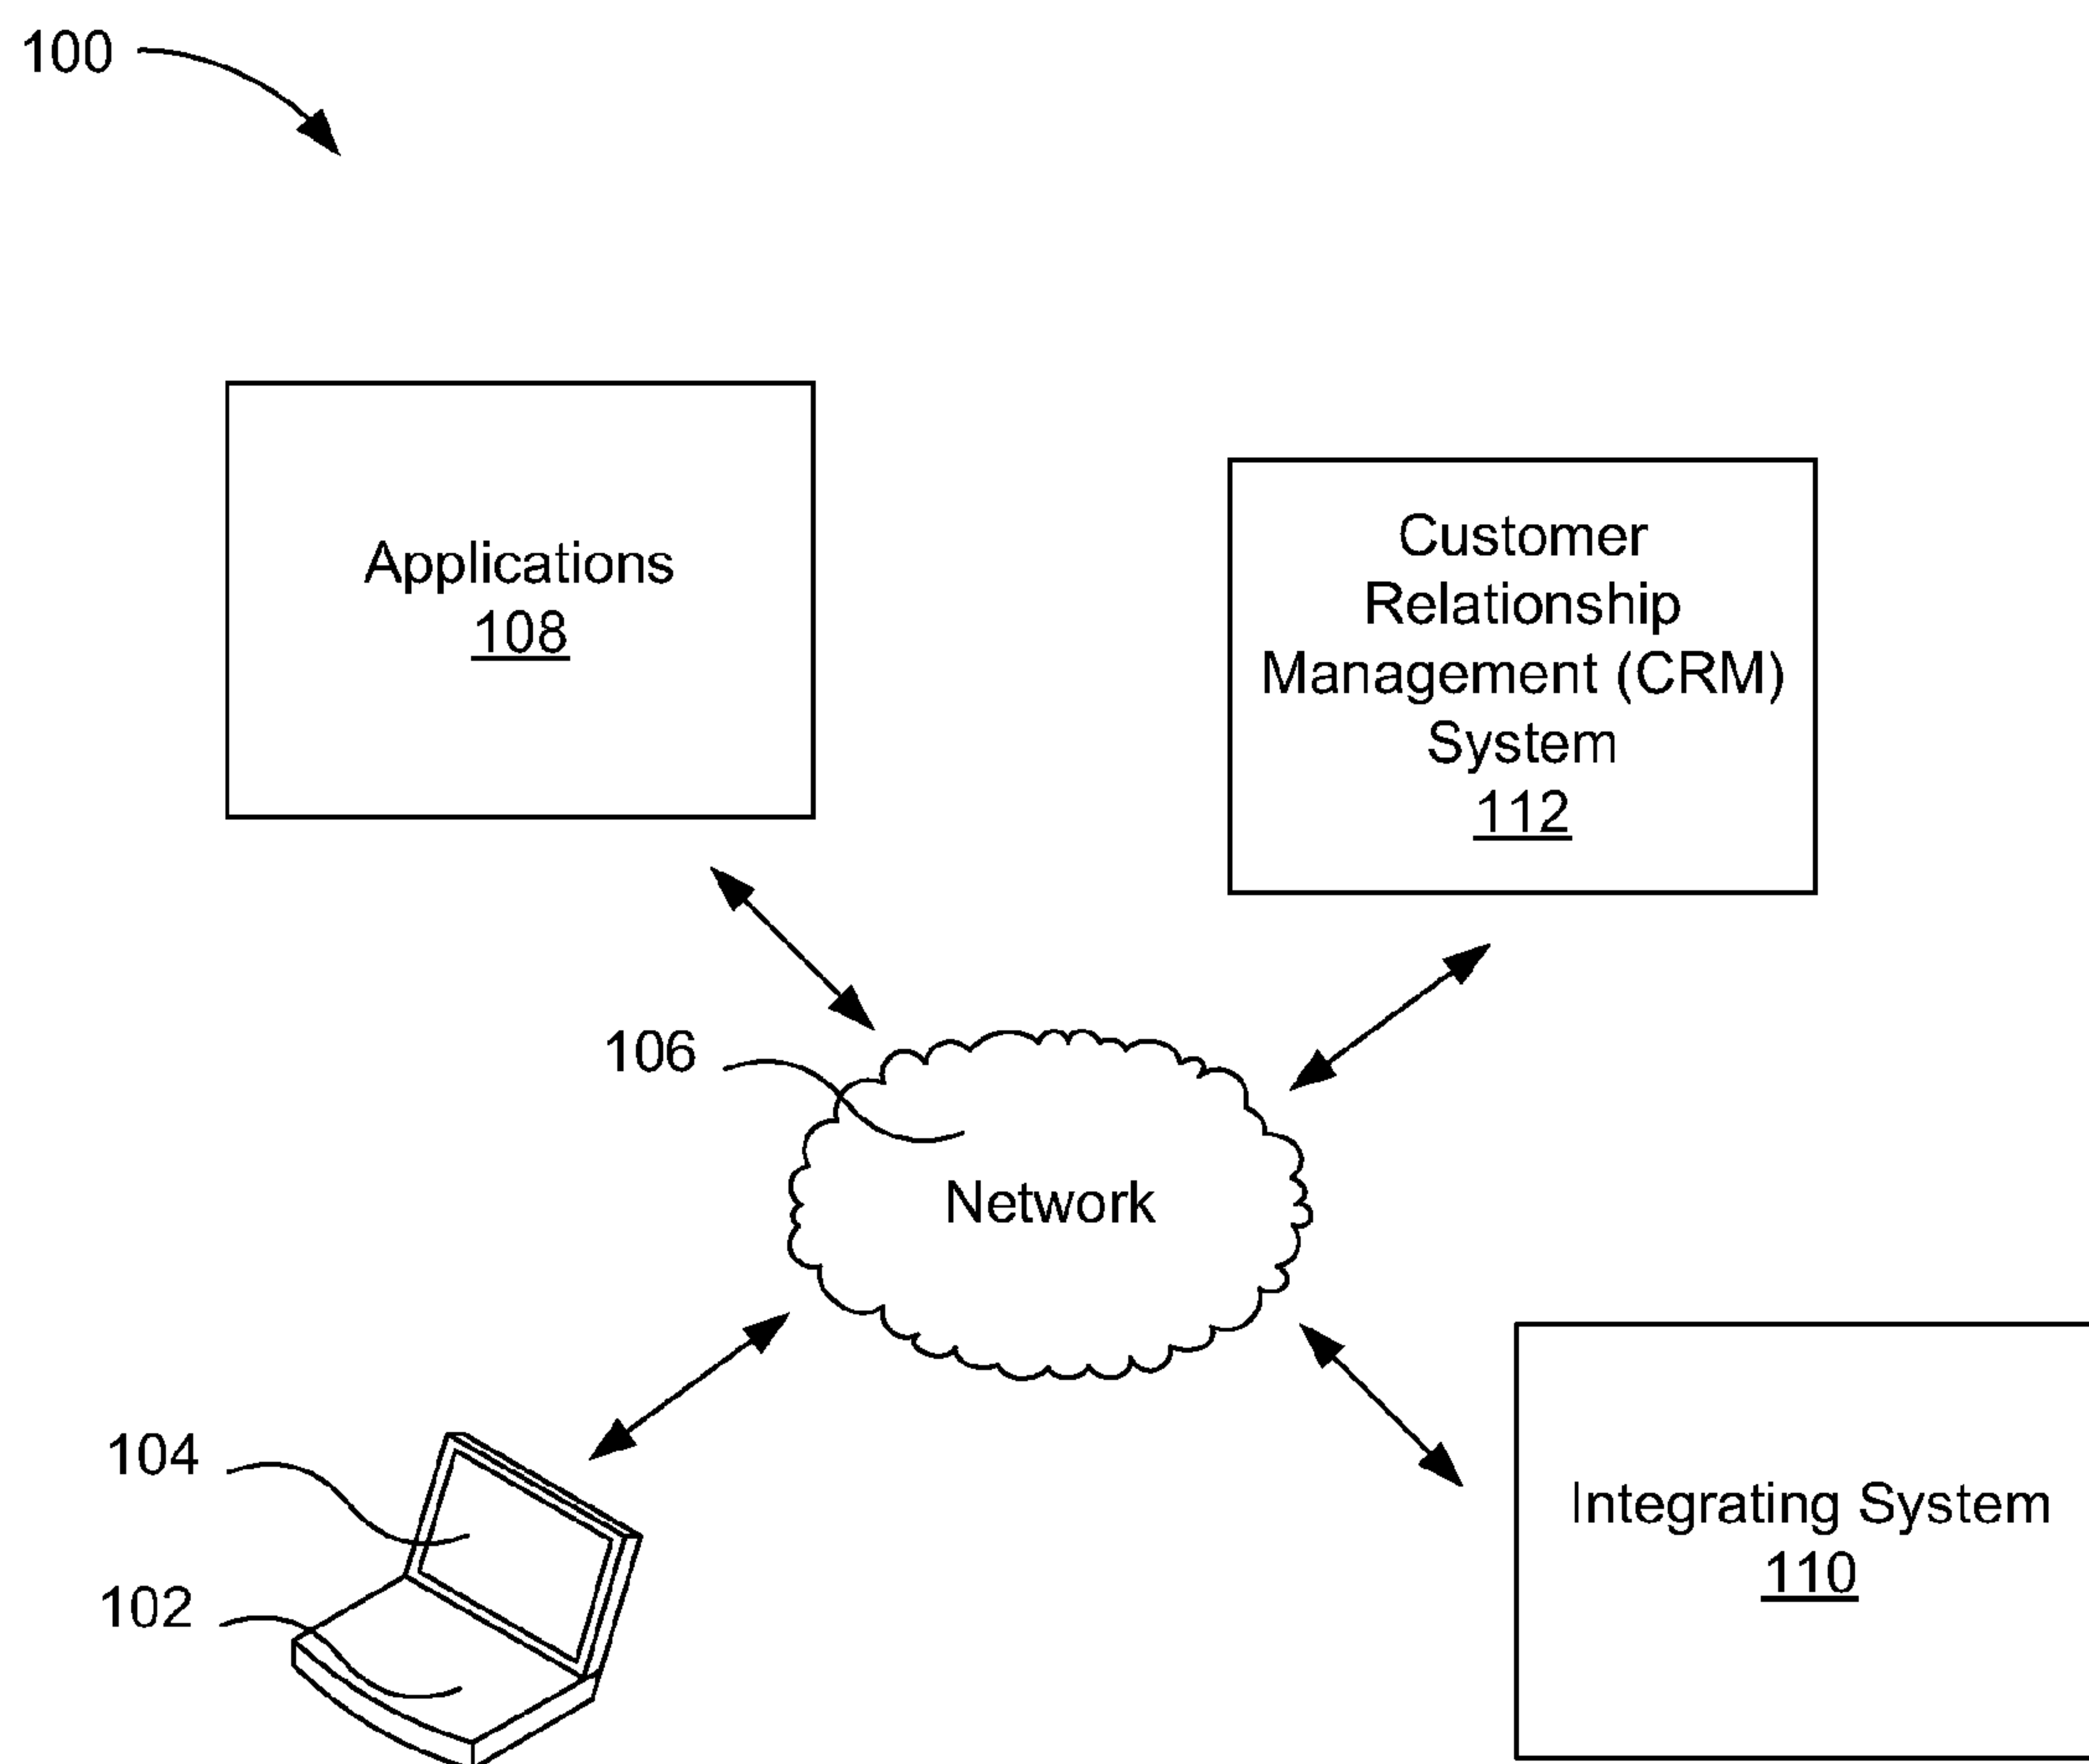 100
Applications
108
Customer
Relationship
Management (CRM)
System
112
106
Network
104
102
Integrating System
110